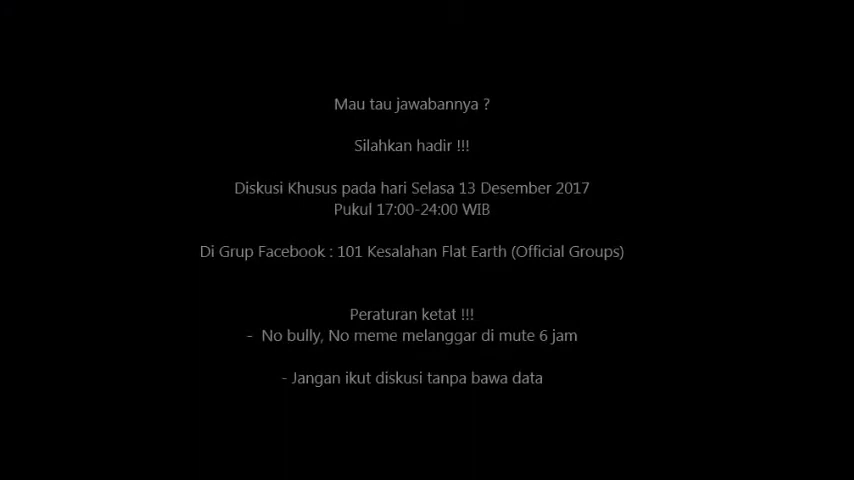 Mau tau jawabannya ?
Silahkan hadir !!!
Diskusi Khusus pada hari Selasa 13 Desember 2017
Pukul 17:00-24:00 WIB
Di Grup Facebook : 101 Kesalahan Flat Earth (Official Groups)
Peraturan ketat !!!
- No bully, No meme melanggar di mute 6 jam
- Jangan ikut diskusi tanpa bawa data